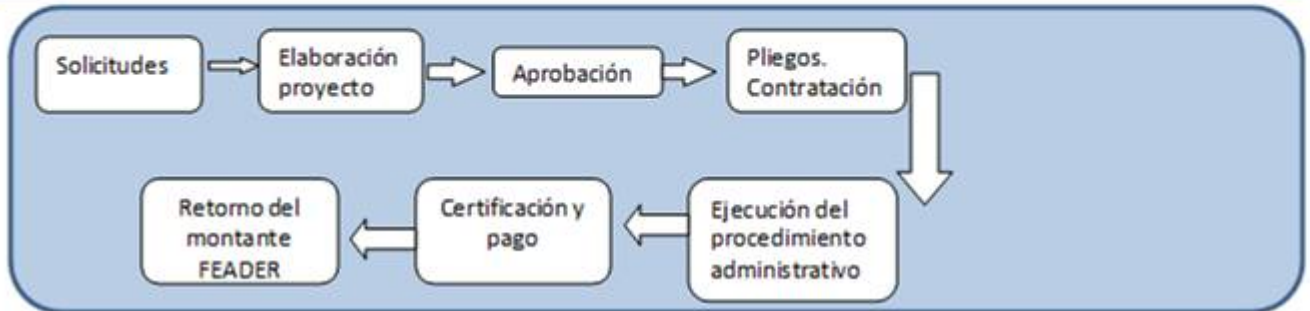 Solicitudes
Elaboración
proyecto
Aprobación
Pliegos.
Contratación
Ejecución del
procedimiento
administrativo
Certificación y
pago
Retorno del
montante
FEADER